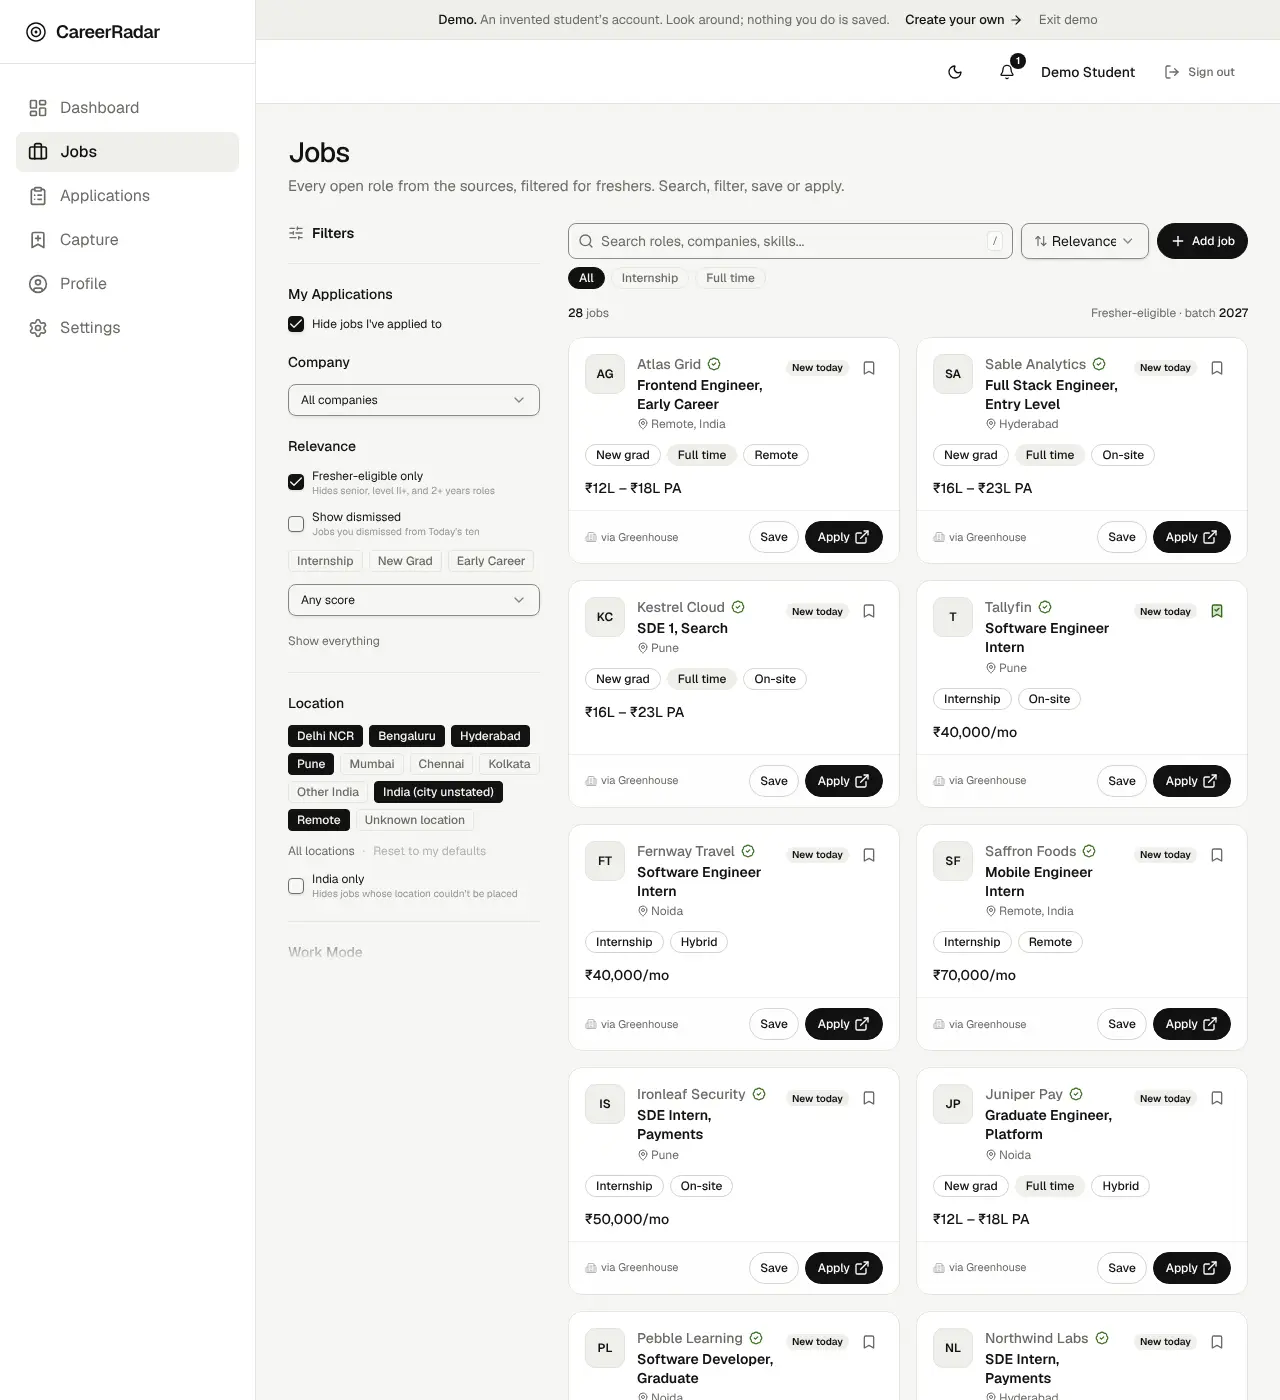 CareerRadar
Demo. An invented student's account. Look around; nothing you do is saved. Create your own → Exit demo
1
Demo Student
Sign out
Dashboard
Jobs
Applications
Capture
Profile
Settings
Jobs
Every open role from the sources, filtered for freshers. Search, filter, save or apply.
Filters
My Applications
Hide jobs I've applied to
Company
All companies
Relevance
Fresher-eligible only
Hides senior, level II+, and 2+ years roles
Show dismissed
Jobs you dismissed from Today's ten
Internship New Grad Early Career
Any score
Show everything
Location
Delhi NCR Bengaluru Hyderabad
Pune Mumbai Chennai Kolkata
Other India India (city unstated)
Remote Unknown location
All locations · Reset to my defaults
India only
Hides jobs whose location couldn't be placed
Work Mode
Search roles, companies, skills... /
Relevance
Add job
All Internship Full time
28 jobs
Fresher-eligible · batch 2027
AG
Atlas Grid
New today
Frontend Engineer,
Early Career
Remote, India
New grad Full time Remote
₹12L – ₹18L PA
via Greenhouse Save Apply
SA
Sable Analytics
New today
Full Stack Engineer,
Entry Level
Hyderabad
New grad Full time On-site
₹16L – ₹23L PA
via Greenhouse Save Apply
KC
Kestrel Cloud
New today
SDE 1, Search
Pune
New grad Full time On-site
₹16L – ₹23L PA
via Greenhouse Save Apply
T
Tallyfin
New today
Software Engineer
Intern
Pune
Internship On-site
₹40,000/mo
via Greenhouse Save Apply
FT
Fernway Travel
New today
Software Engineer
Intern
Noida
Internship Hybrid
₹40,000/mo
via Greenhouse Save Apply
SF
Saffron Foods
New today
Mobile Engineer
Intern
Remote, India
Internship Remote
₹70,000/mo
via Greenhouse Save Apply
IS
Ironleaf Security
New today
SDE Intern,
Payments
Pune
Internship On-site
₹50,000/mo
via Greenhouse Save Apply
JP
Juniper Pay
New today
Graduate Engineer,
Platform
Noida
New grad Full time Hybrid
₹12L – ₹18L PA
via Greenhouse Save Apply
PL
Pebble Learning
New today
Software Developer,
Graduate
Noida
NL
Northwind Labs
New today
SDE Intern,
Payments
Hyderabad